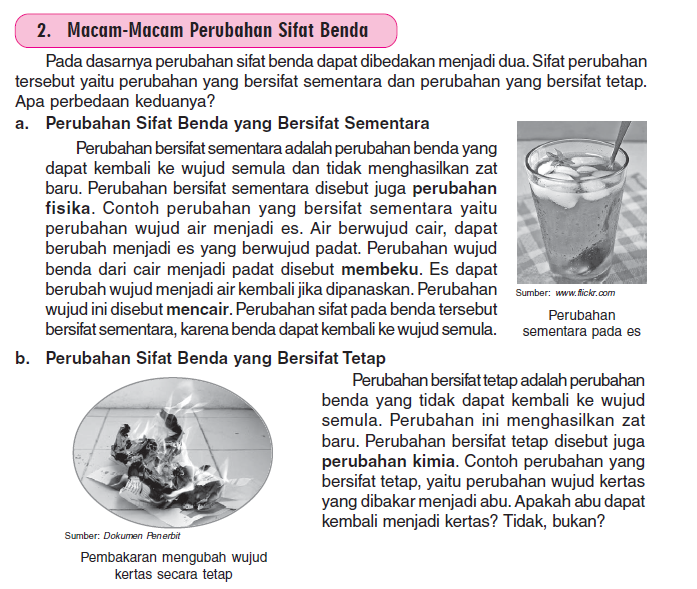 2. Macam-Macam Perubahan Sifat Benda
Pada dasarnya perubahan sifat benda dapat dibedakan menjadi dua. Sifat perubahan
tersebut yaitu perubahan yang bersifat sementara dan perubahan yang bersifat tetap.
Apa perbedaan keduanya?
a. Perubahan Sifat Benda yang Bersifat Sementara
Perubahan bersifat sementara adalah perubahan benda yang
dapat kembali ke wujud semula dan tidak menghasilkan zat
baru. Perubahan bersifat sementara disebut juga perubahan
fisika. Contoh perubahan yang bersifat sementara yaitu
perubahan wujud air menjadi es. Air berwujud cair, dapat
berubah menjadi es yang berwujud padat. Perubahan wujud
benda dari cair menjadi padat disebut membeku. Es dapat
berubah wujud menjadi air kembali jika dipanaskan. Perubahan
wujud ini disebut mencair. Perubahan sifat pada benda tersebut
bersifat sementara, karena benda dapat kembali ke wujud semula.
Sumber: www.flickr.com
Perubahan
sementara pada es
b. Perubahan Sifat Benda yang Bersifat Tetap
Perubahan bersifat tetap adalah perubahan
benda yang tidak dapat kembali ke wujud
semula. Perubahan ini menghasilkan zat
baru. Perubahan bersifat tetap disebut juga
perubahan kimia. Contoh perubahan yang
bersifat tetap, yaitu perubahan wujud kertas
yang dibakar menjadi abu. Apakah abu dapat
kembali menjadi kertas? Tidak, bukan?
Sumber: Dokumen Penerbit
Pembakaran mengubah wujud
kertas secara tetap